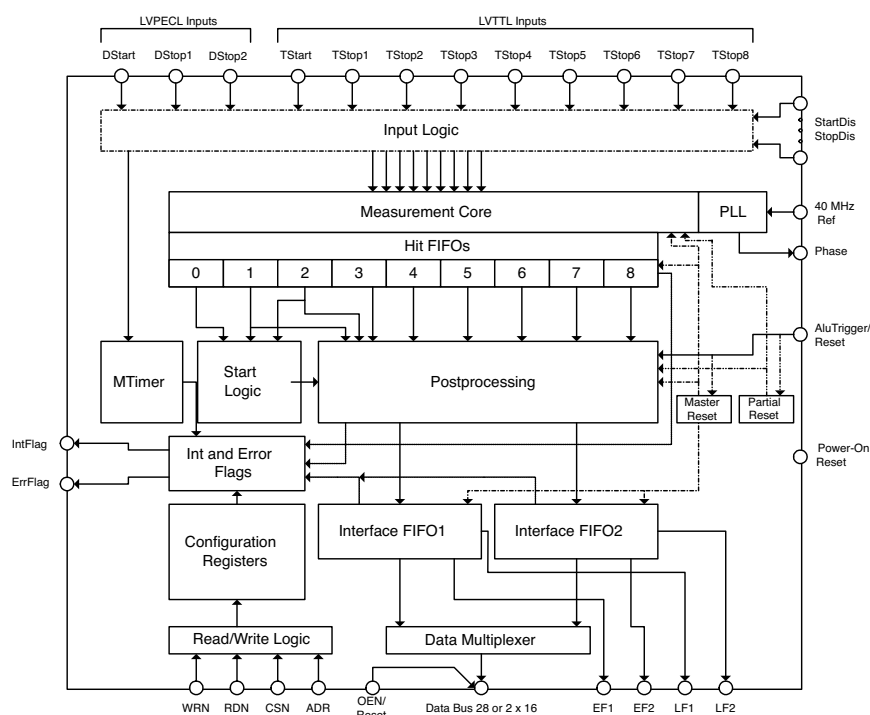 LVPECL Inputs
LVTTL Inputs
DStart DStop1 DStop2 TStart TStop1 TStop2 TStop3 TStop4 TStop5 TStop6 TStop7 TStop8
Input Logic
StartDis
StopDis
Measurement Core
PLL
40 MHz
Ref
Hit FIFOs
Phase
0 1 2 3 4 5 6 7 8
AluTrigger/
Reset
MTimer
Start
Logic
Postprocessing
Master
Reset
Partial
Reset
IntFlag
Int and Error
Flags
Power-On
Reset
ErrFlag
Configuration
Registers
Interface FIFO1
Interface FIFO2
Read/Write Logic
Data Multiplexer
WRN RDN CSN ADR
OEN/
Reset
Data Bus 28 or 2 x 16
EF1 EF2 LF1 LF2